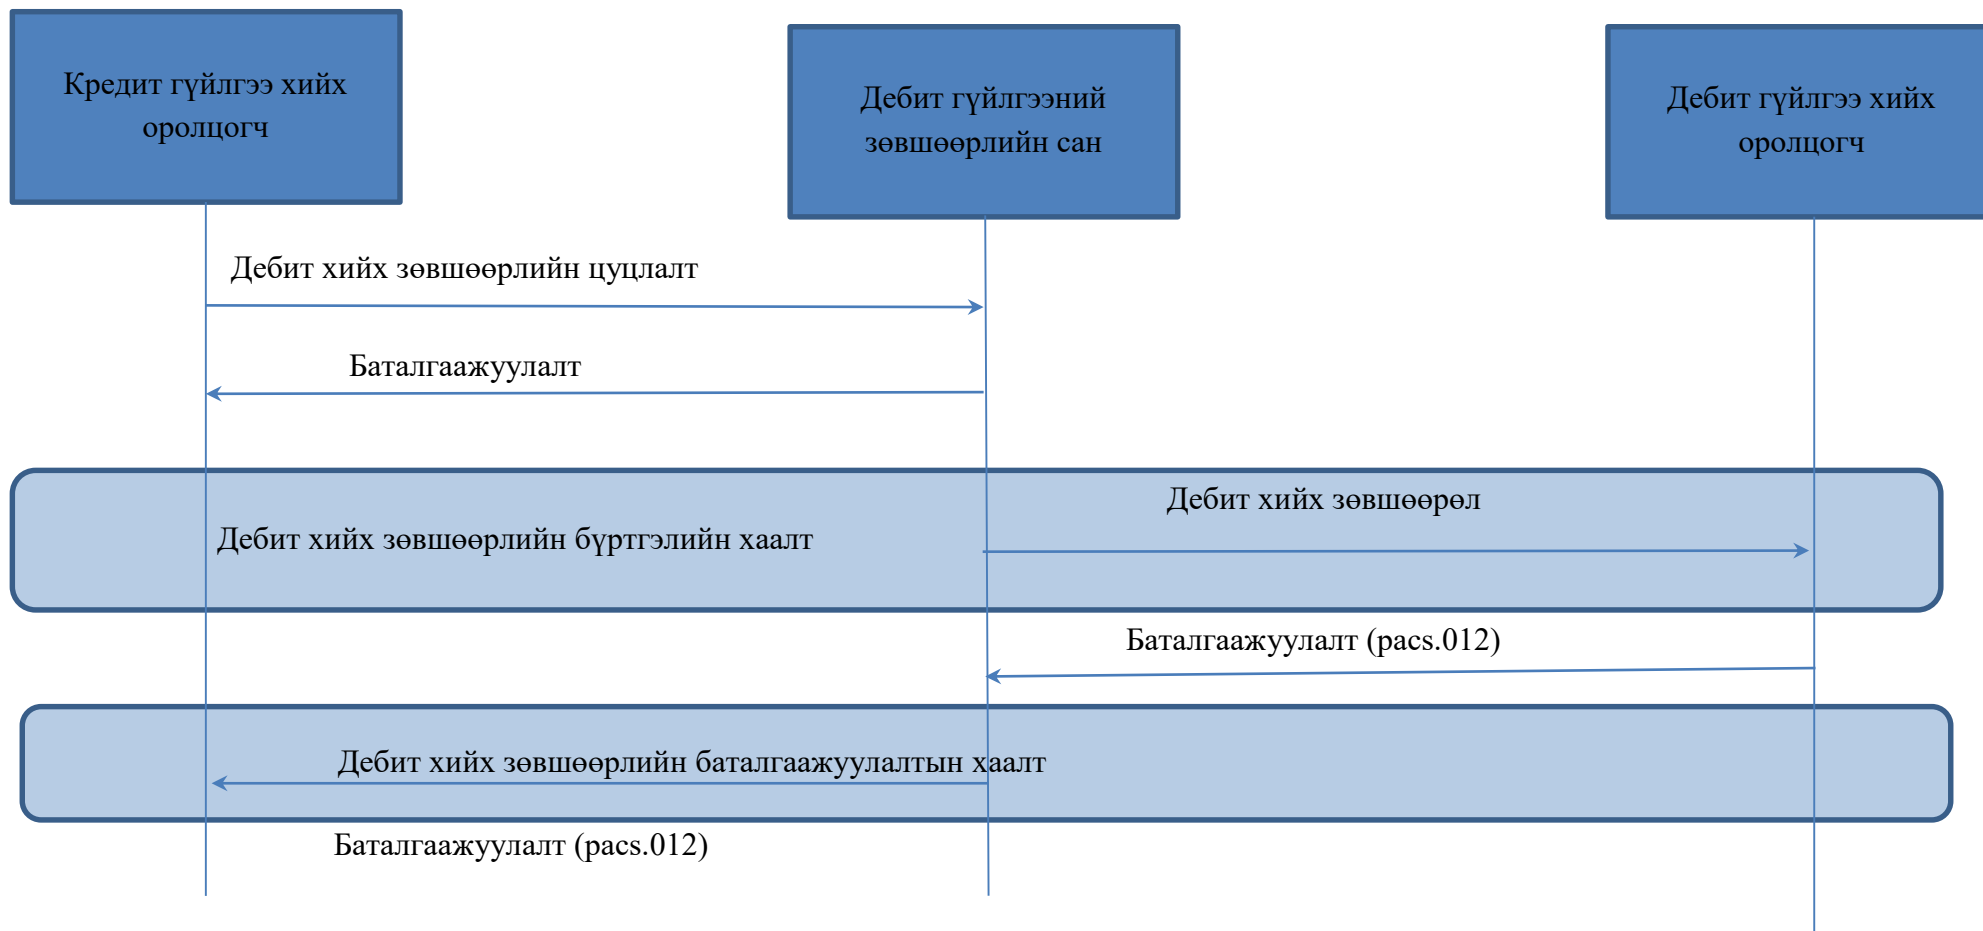 Кредит гүйлгээ хийх
оролцогч
Дебит гүйлгээний
зөвшөөрлийн сан
Дебит гүйлгээ хийх
оролцогч
Дебит хийх зөвшөөрлийн цуцлалт
Баталгаажуулалт
Дебит хийх зөвшөөрөл
Дебит хийх зөвшөөрлийн бүртгэлийн хаалт
Баталгаажуулалт (pacs.012)
Дебит хийх зөвшөөрлийн баталгаажуулалтын хаалт
Баталгаажуулалт (pacs.012)